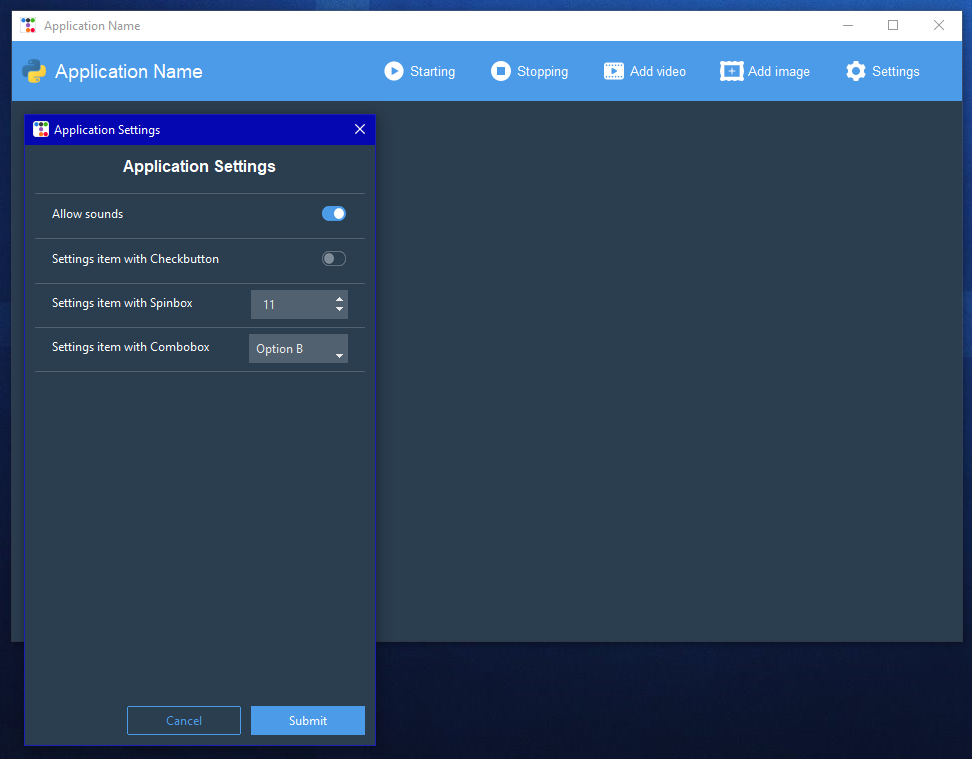 Application Name
Application Name
Starting
Stopping
Add video
Add image
Settings
Application Settings
Application Settings
Allow sounds
Settings item with Checkbutton
Settings item with Spinbox
11
Settings item with Combobox
Option B
Cancel
Submit